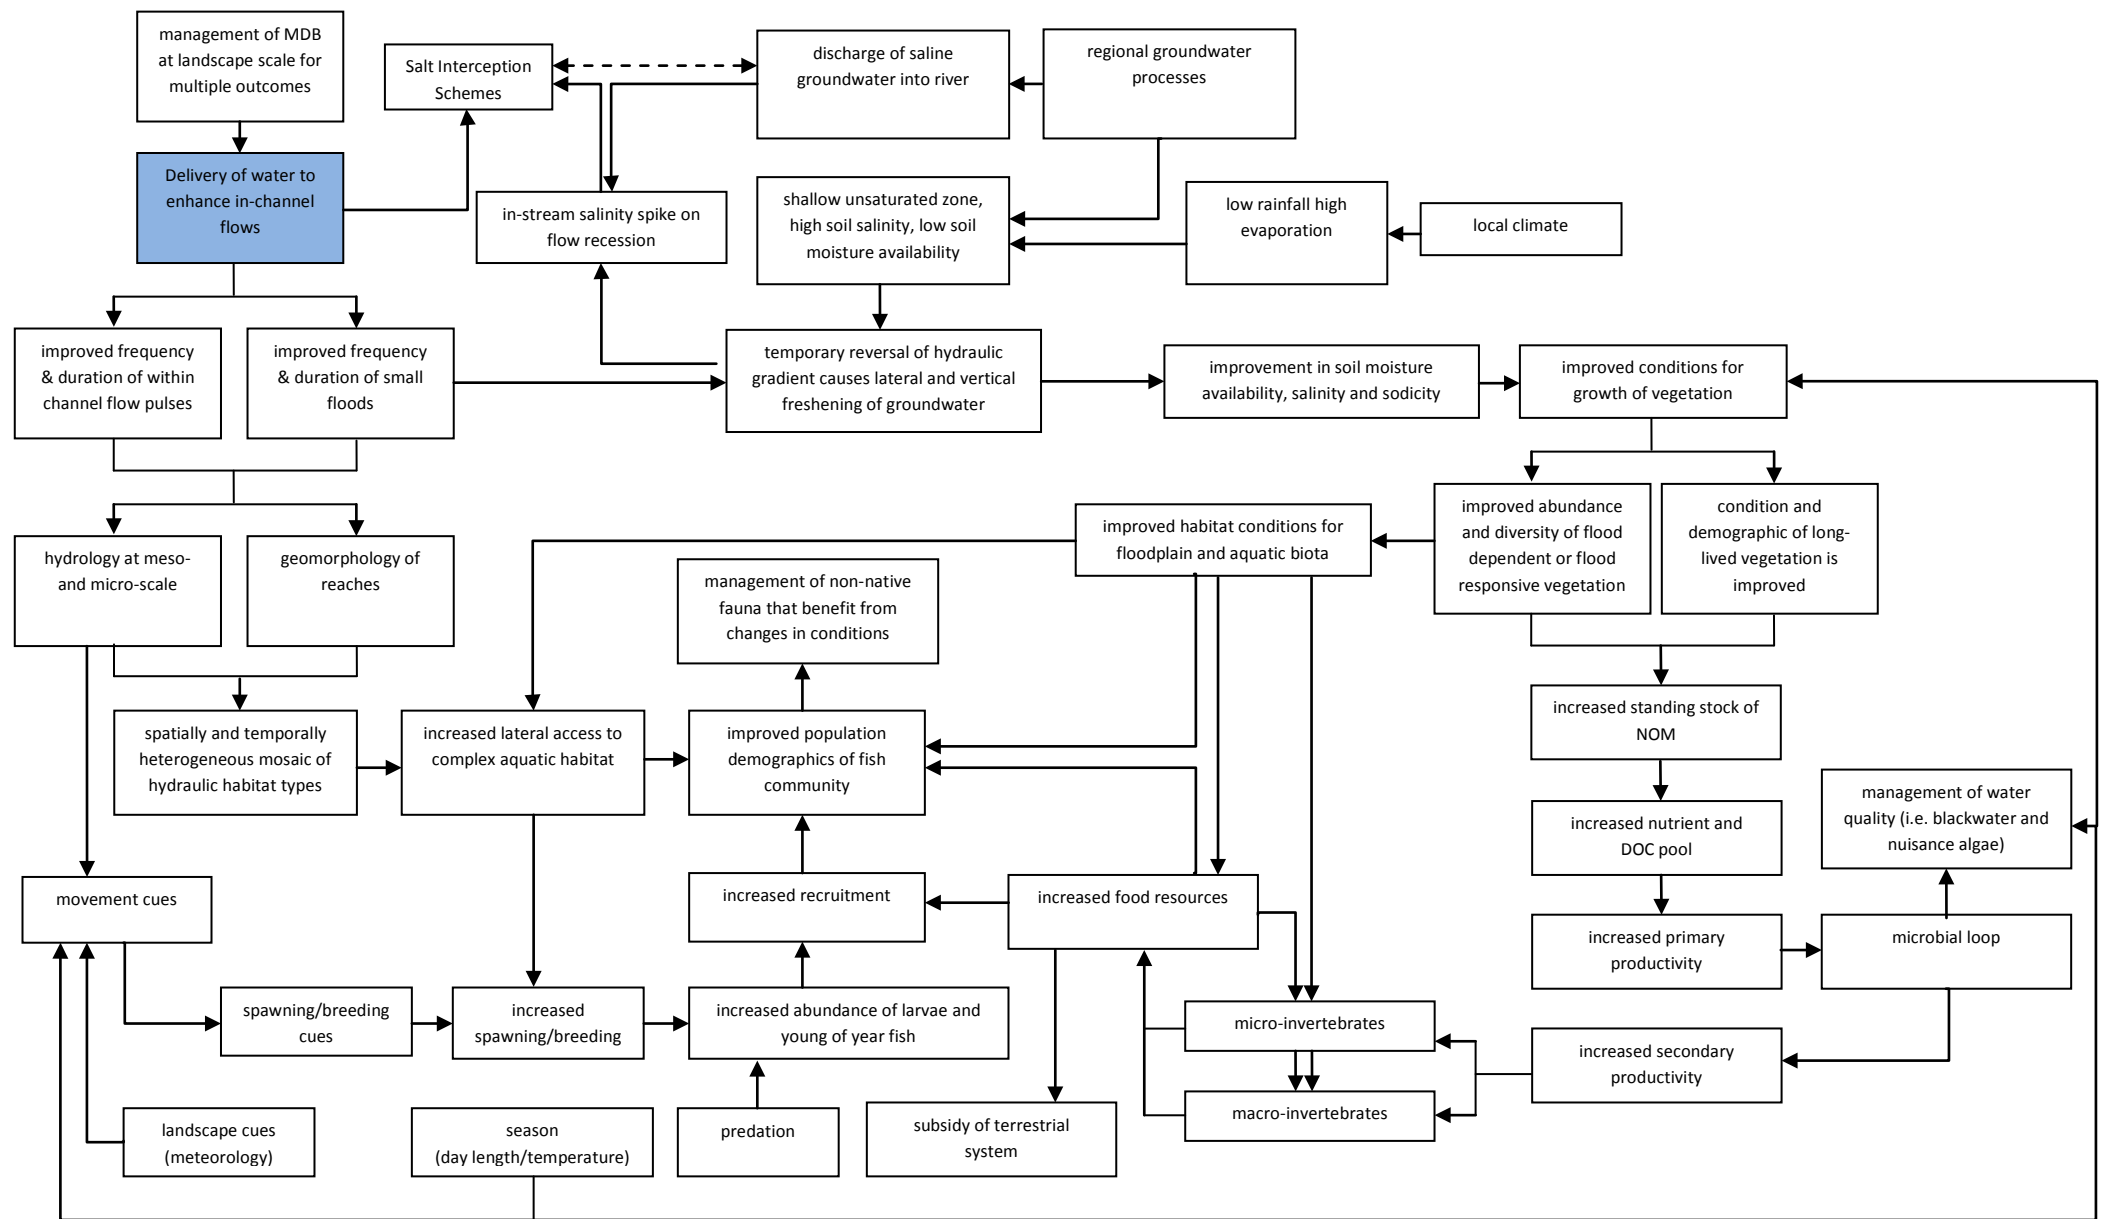 management of MDB
at landscape scale for
multiple outcomes
Salt Interception
Schemes
discharge of saline
groundwater into river
regional groundwater
processes
Delivery of water to
enhance in-channel
flows
in-stream salinity spike on
flow recession
shallow unsaturated zone,
high soil salinity, low soil
moisture availability
low rainfall high
evaporation
local climate
improved frequency
& duration of within
channel flow pulses
improved frequency
& duration of small
floods
temporary reversal of hydraulic
gradient causes lateral and vertical
freshening of groundwater
improvement in soil moisture
availability, salinity and sodicity
improved conditions for
growth of vegetation
hydrology at meso-
and micro-scale
geomorphology of
reaches
management of non-native
fauna that benefit from
changes in conditions
improved habitat conditions for
floodplain and aquatic biota
improved abundance
and diversity of flood
dependent or flood
responsive vegetation
condition and
demographic of long-
lived vegetation is
improved
spatially and temporally
heterogeneous mosaic of
hydraulic habitat types
increased lateral access to
complex aquatic habitat
improved population
demographics of fish
community
increased standing stock of
NOM
increased nutrient and
DOC pool
management of water
quality (i.e. blackwater and
nuisance algae)
movement cues
increased recruitment
increased food resources
increased primary
productivity
microbial loop
spawning/breeding
cues
increased
spawning/breeding
increased abundance of larvae and
young of year fish
micro-invertebrates
increased secondary
productivity
macro-invertebrates
landscape cues
(meteorology)
season
(day length/temperature)
predation
subsidy of terrestrial
system